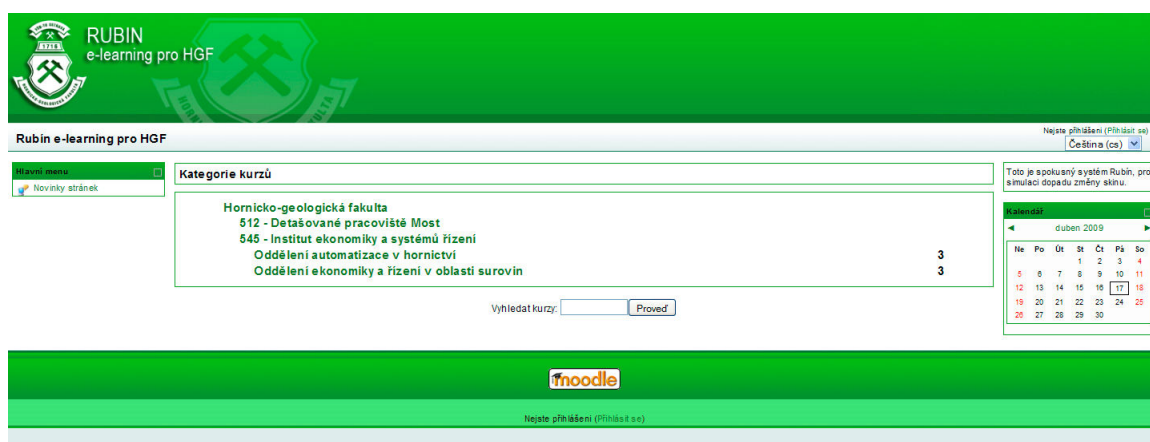 RUBIN
e-learning pro HGF
1716
Rubin e-learning pro HGF
Nejste přihlášeni (Přihlásit se)
Čeština (cs)
Hlavní menu
Novinky stránek
Kategorie kurzů
Hornicko-geologická fakulta
512 - Detašované pracoviště Most
545 - Institut ekonomiky a systémů řízení
Oddělení automatizace v hornictví 3
Oddělení ekonomiky a řízení v oblasti surovin 3
Vyhledat kurzy: Proveď
Toto je spokusný systém Rubín, pro
simulaci dopadu změny skinu.
Kalendář
◄ duben 2009 ►
Ne Po Út St Čt Pá So
1 2 3 4
5 6 7 8 9 10 11
12 13 14 15 16 17 18
19 20 21 22 23 24 25
26 27 28 29 30
moodle
Nejste přihlášeni (Přihlásit se)